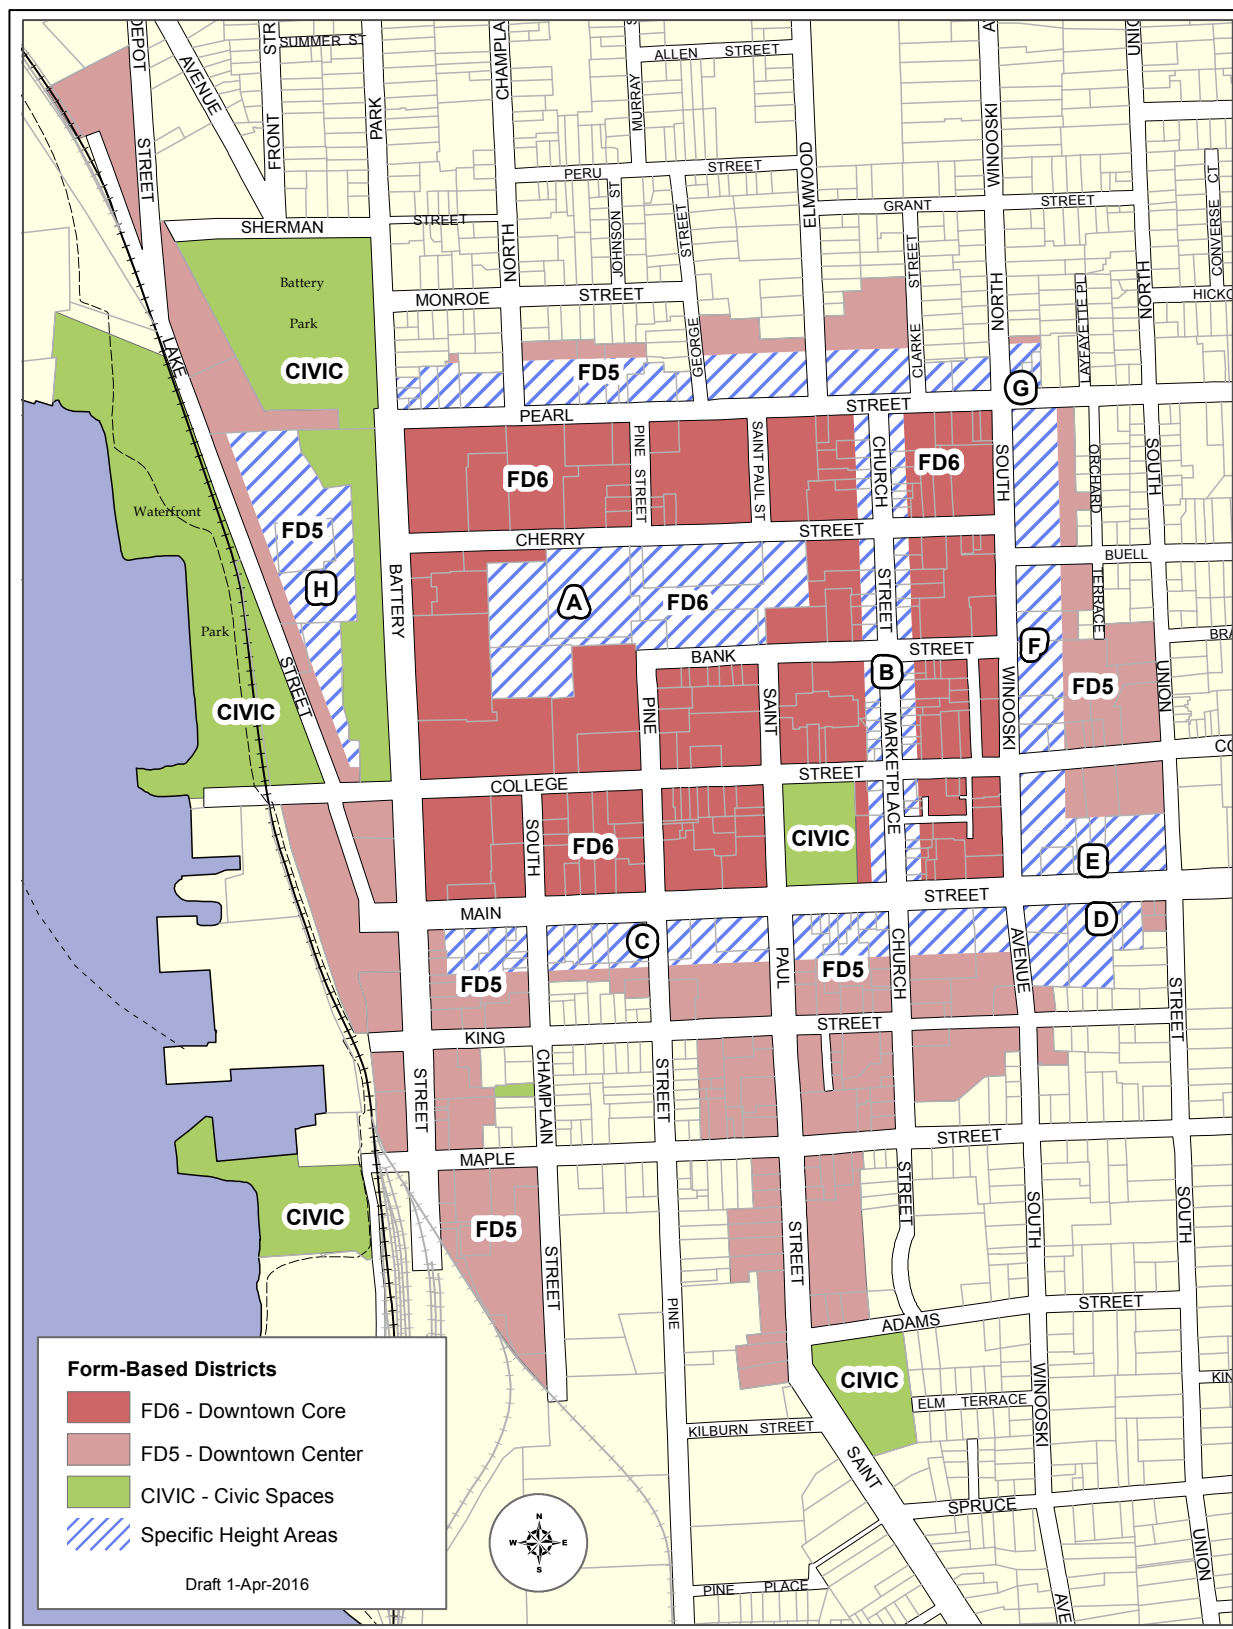 DEPOT
AVENUE
STR
SUMMER ST
CHAMPLA
ALLEN STREET
UNIO
STREET
FRONT
PARK
MURRAY
PERU STREET
ELMWOOD
WINOOSKI
CONVERSE CT
SHERMAN STREET
NORTH
JOHNSON ST
STREET
GRANT STREET
Battery
Park
CIVIC
MONROE STREET
GEORGE
CLARKE STREET
NORTH
LAYFAYETTE PL
NORTH
HICKO
LAKE
FD5
G
PEARL STREET
FD6
PINE STREET
SAINT PAUL ST
CHURCH
FD6
SOUTH
ORCHARD
SOUTH
Waterfront
FD5
CHERRY STREET
BUELL
H
BATTERY
A
FD6
STREET
TERRACE
Park
BANK STREET
F
BRA
B
STREET
CIVIC
PINE
SAINT
MARKETPLACE
WINOOSKI
FD5
UNION
COLLEGE STREET
CO
SOUTH
FD6
CIVIC
E
MAIN STREET
C
D
FD5
PAUL
FD5
CHURCH
AVENUE
STREET
KING STREET
STREET
CHAMPLAIN
STREET
MAPLE STREET
CIVIC
FD5
STREET
STREET
STREET
SOUTH
SOUTH
PINE
ADAMS STREET
CIVIC
WINOOSKI
ELM TERRACE
KIN
KILBURN STREET
SAINT
SPRUCE
UNION
PINE PLACE
AVE
Form-Based Districts
FD6 - Downtown Core
FD5 - Downtown Center
CIVIC - Civic Spaces
Specific Height Areas
Draft 1-Apr-2016
N
W E
S